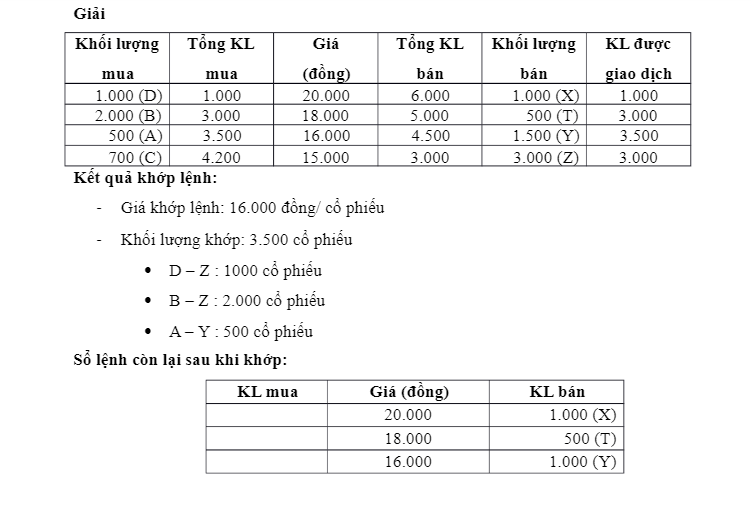 Giải
Khối lượng mua | Tổng KL mua | Giá (đồng) | Tổng KL bán | Khối lượng bán | KL được giao dịch
1.000 (D) | 1.000 | 20.000 | 6.000 | 1.000 (X) | 1.000
2.000 (B) | 3.000 | 18.000 | 5.000 | 500 (T) | 3.000
500 (A) | 3.500 | 16.000 | 4.500 | 1.500 (Y) | 3.500
700 (C) | 4.200 | 15.000 | 3.000 | 3.000 (Z) | 3.000
Kết quả khớp lệnh:
- Giá khớp lệnh: 16.000 đồng/ cổ phiếu
- Khối lượng khớp: 3.500 cổ phiếu
• D – Z : 1000 cổ phiếu
• B – Z : 2.000 cổ phiếu
• A – Y : 500 cổ phiếu
Sổ lệnh còn lại sau khi khớp:
KL mua | Giá (đồng) | KL bán
20.000 | 1.000 (X)
18.000 | 500 (T)
16.000 | 1.000 (Y)